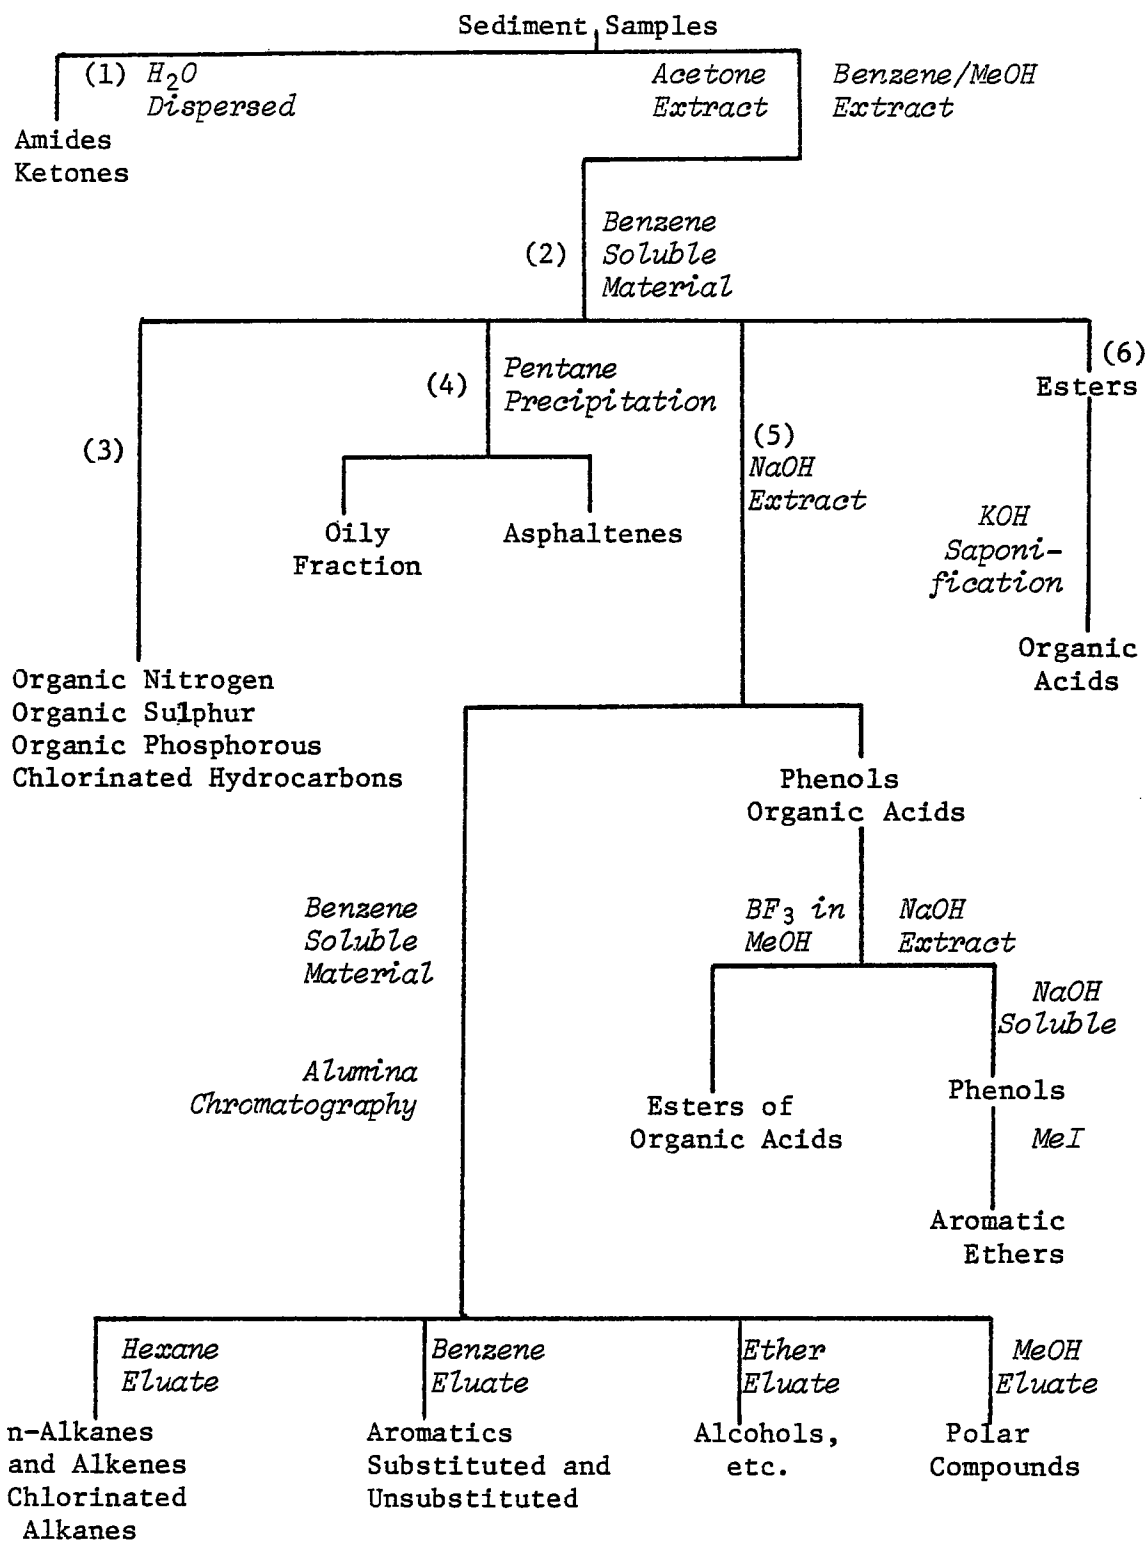 Sediment Samples
(1) H₂O
Dispersed
Acetone
Extract
Benzene/MeOH
Extract
Amides
Ketones
(2)
Benzene
Soluble
Material
(3)
(4)
Pentane
Precipitation
(5)
NaOH
Extract
(6)
Esters
Oily
Fraction
Asphaltenes
KOH
Saponi-
fication
Organic
Acids
Organic Nitrogen
Organic Sulphur
Organic Phosphorous
Chlorinated Hydrocarbons
Phenols
Organic Acids
Benzene
Soluble
Material
BF₃ in
MeOH
NaOH
Extract
NaOH
Soluble
Alumina
Chromatography
Esters of
Organic Acids
Phenols
MeI
Aromatic
Ethers
Hexane
Eluate
Benzene
Eluate
Ether
Eluate
MeOH
Eluate
n-Alkanes
and Alkenes
Chlorinated
Alkanes
Aromatics
Substituted and
Unsubstituted
Alcohols,
etc.
Polar
Compounds